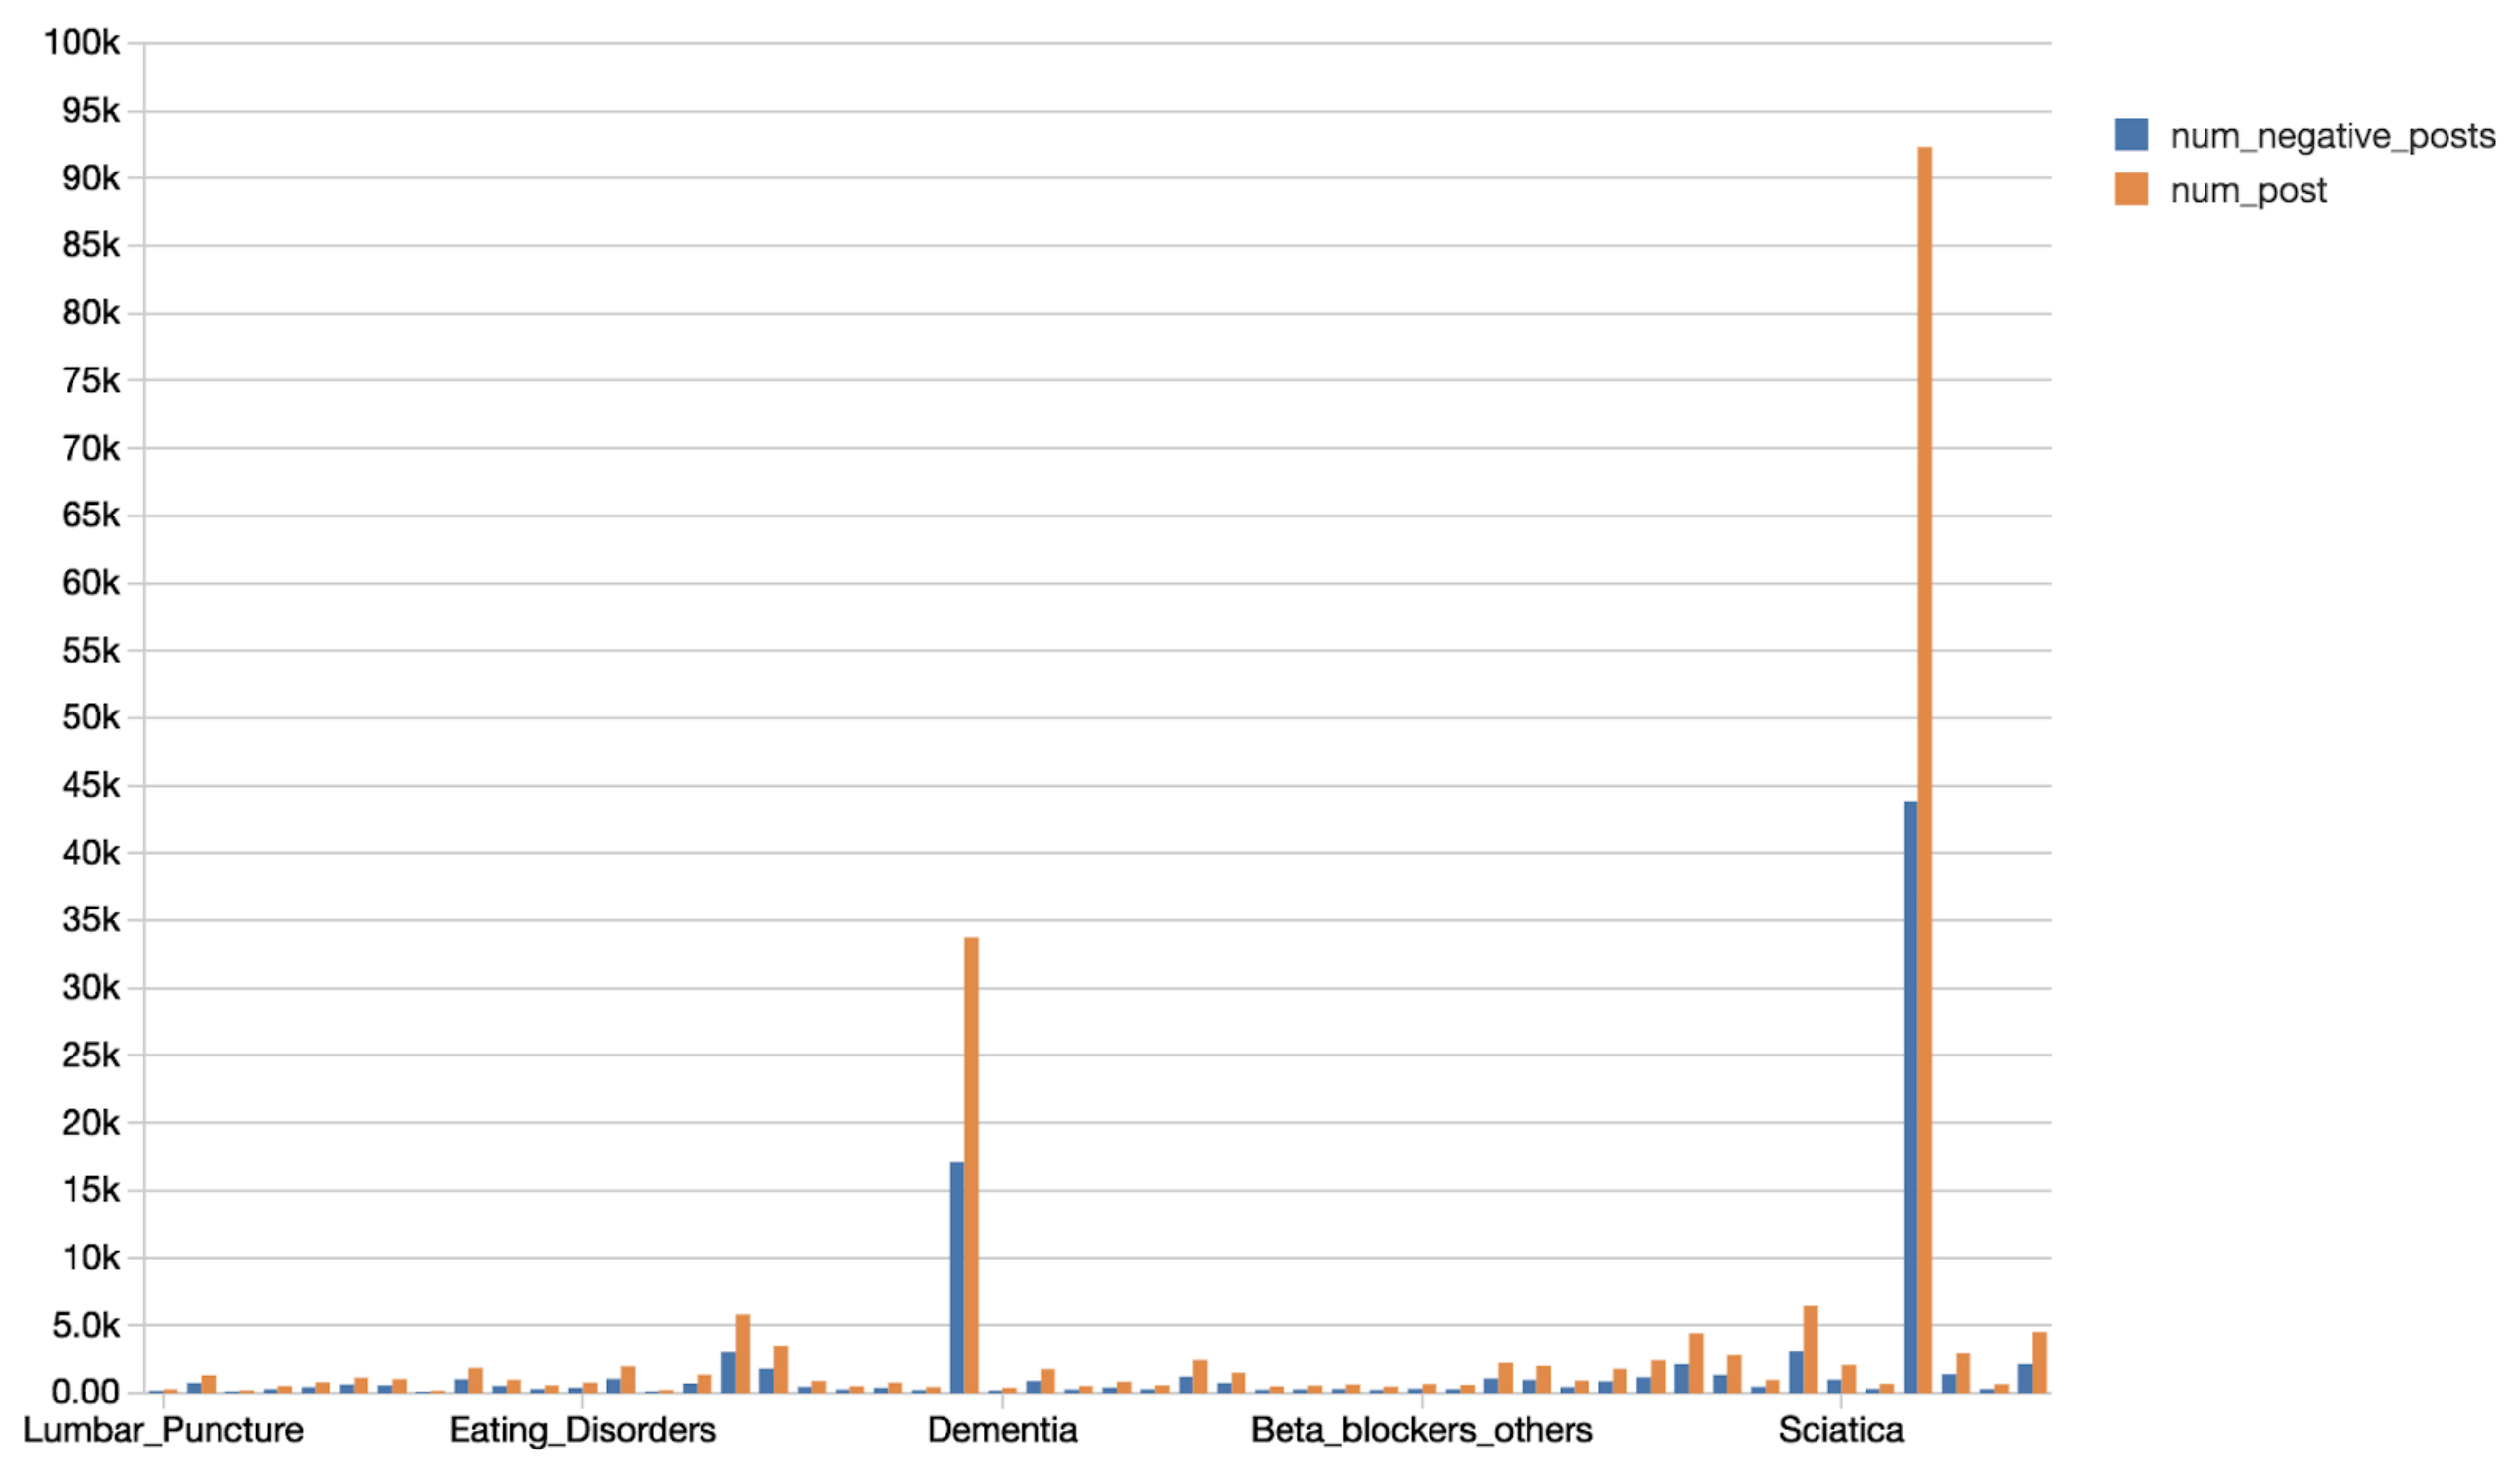 100k
95k
90k
85k
80k
75k
70k
65k
60k
55k
50k
45k
40k
35k
30k
25k
20k
15k
10k
5.0k
0.00
Lumbar_Puncture Eating_Disorders Dementia Beta_blockers_others Sciatica
num_negative_posts
num_post